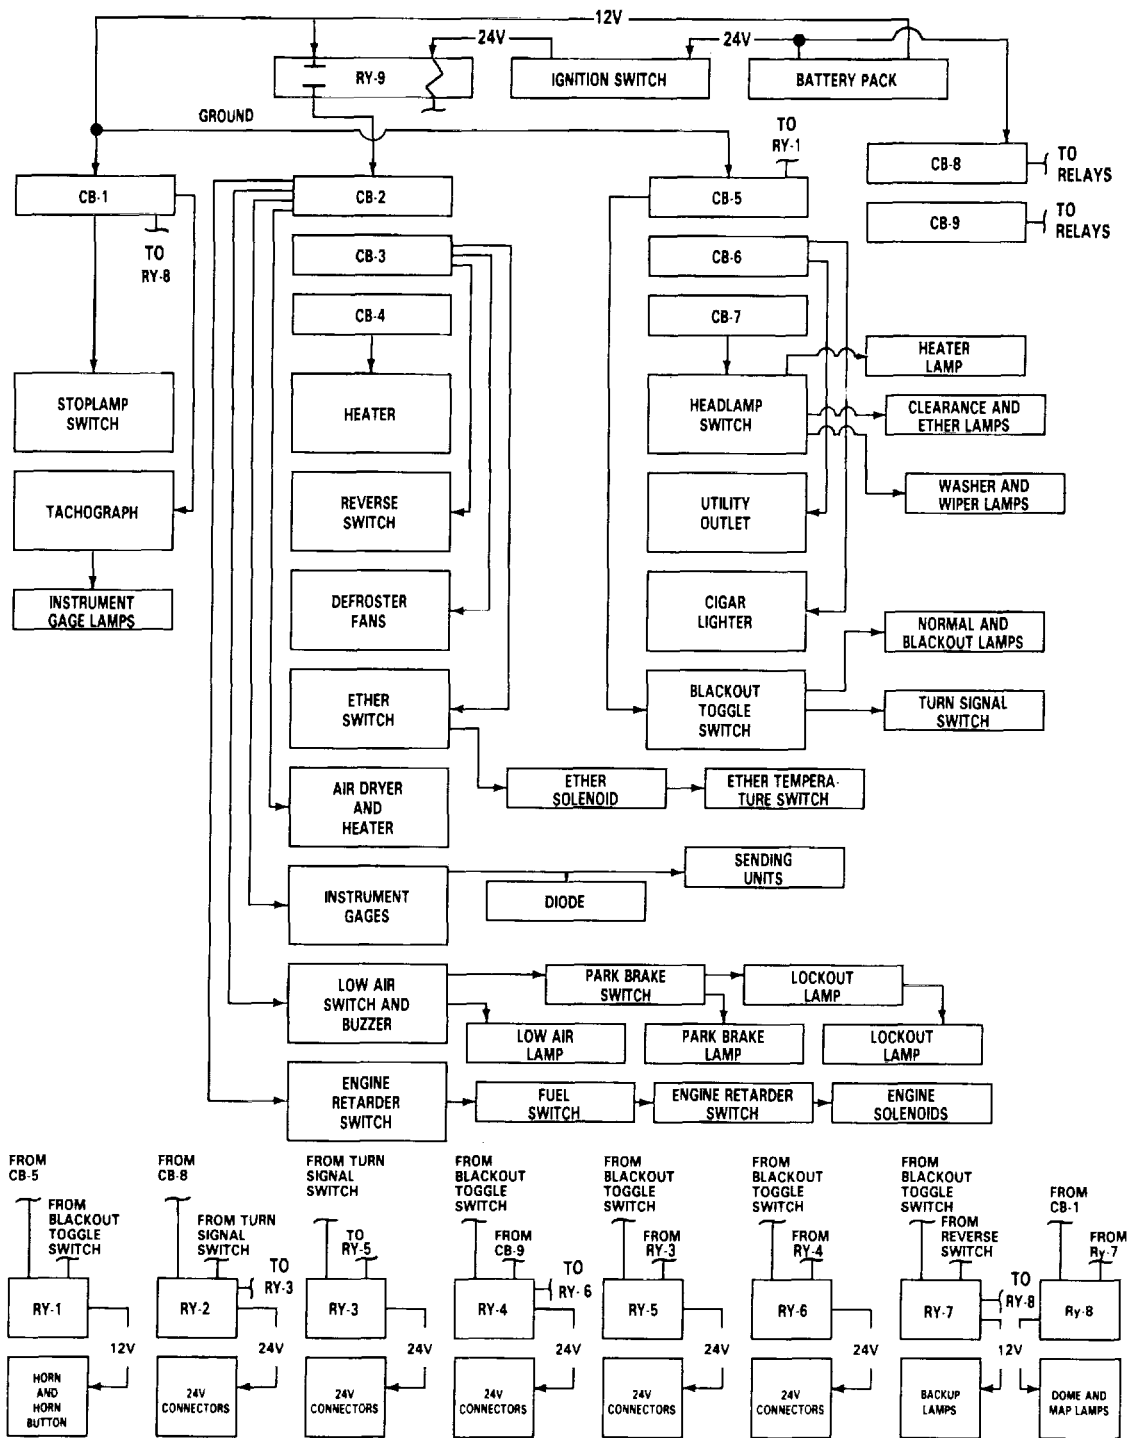 12V
24V
24V
RY-9
IGNITION SWITCH
BATTERY PACK
GROUND
TO
RY-1
CB-1
CB-2
CB-5
CB-8
TO
RELAYS
TO
RY-8
CB-3
CB-6
CB-9
TO
RELAYS
CB-4
CB-7
STOPLAMP
SWITCH
HEATER
HEADLAMP
SWITCH
HEATER
LAMP
CLEARANCE AND
ETHER LAMPS
TACHOGRAPH
REVERSE
SWITCH
UTILITY
OUTLET
WASHER AND
WIPER LAMPS
INSTRUMENT
GAGE LAMPS
DEFROSTER
FANS
CIGAR
LIGHTER
NORMAL AND
BLACKOUT LAMPS
ETHER
SWITCH
BLACKOUT
TOGGLE
SWITCH
TURN SIGNAL
SWITCH
AIR DRYER
AND
HEATER
ETHER
SOLENOID
ETHER TEMPERA-
TURE SWITCH
INSTRUMENT
GAGES
DIODE
SENDING
UNITS
LOW AIR
SWITCH AND
BUZZER
PARK BRAKE
SWITCH
LOCKOUT
LAMP
LOW AIR
LAMP
PARK BRAKE
LAMP
LOCKOUT
LAMP
ENGINE
RETARDER
SWITCH
FUEL
SWITCH
ENGINE RETARDER
SWITCH
ENGINE
SOLENOIDS
FROM
CB-5
FROM
BLACKOUT
TOGGLE
SWITCH
RY-1
12V
HORN
AND
HORN
BUTTON
FROM
CB-8
FROM TURN
SIGNAL
SWITCH
TO
RY-3
RY-2
24V
24V
CONNECTORS
FROM TURN
SIGNAL
SWITCH
TO
RY-5
RY-3
24V
24V
CONNECTORS
FROM
BLACKOUT
TOGGLE
SWITCH
FROM
CB-9
TO
RY-6
RY-4
24V
24V
CONNECTORS
FROM
BLACKOUT
TOGGLE
SWITCH
FROM
RY-3
RY-5
24V
24V
CONNECTORS
FROM
BLACKOUT
TOGGLE
SWITCH
FROM
RY-4
RY-6
24V
24V
CONNECTORS
FROM
BLACKOUT
TOGGLE
SWITCH
FROM
REVERSE
SWITCH
TO
RY-8
RY-7
12V
BACKUP
LAMPS
FROM
CB-1
FROM
Ry-7
Ry-8
DOME AND
MAP LAMPS